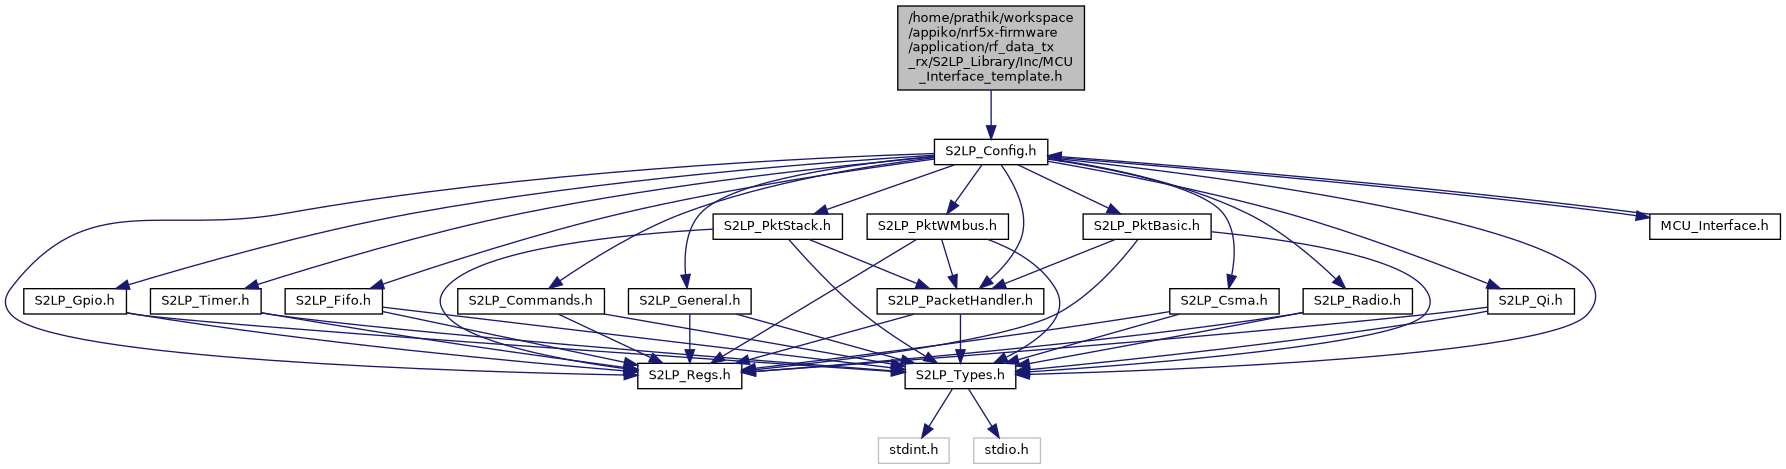 /home/prathik/workspace
/appiko/nrf5x-firmware
/application/rf_data_tx
_rx/S2LP_Library/Inc/MCU
_Interface_template.h
S2LP_Config.h
S2LP_PktStack.h
S2LP_PktWMbus.h
S2LP_PktBasic.h
MCU_Interface.h
S2LP_Gpio.h
S2LP_Timer.h
S2LP_Fifo.h
S2LP_Commands.h
S2LP_General.h
S2LP_PacketHandler.h
S2LP_Csma.h
S2LP_Radio.h
S2LP_Qi.h
S2LP_Regs.h
S2LP_Types.h
stdint.h
stdio.h